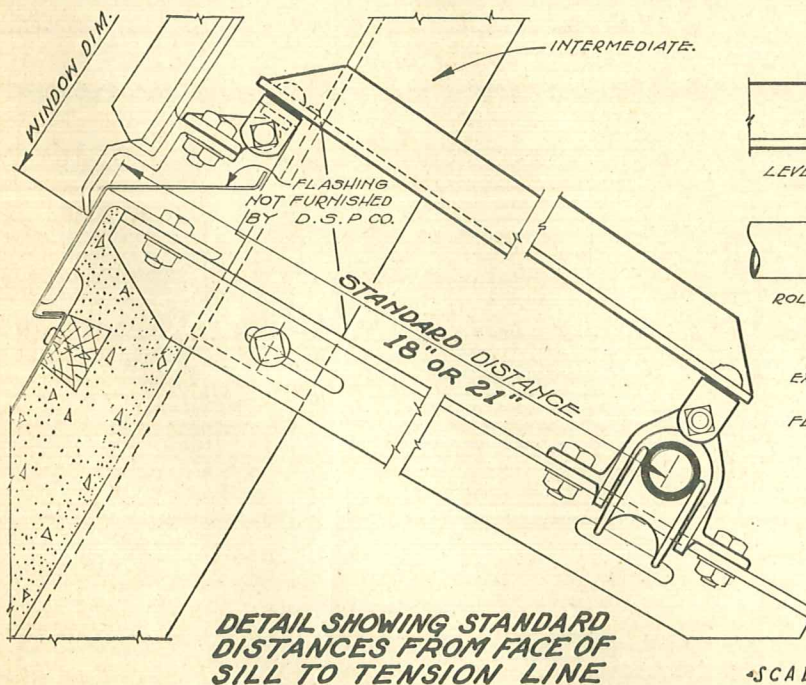 WINDOW DIM.
INTERMEDIATE.
FLASHING
NOT FURNISHED
BY D.S.P CO.
STANDARD DISTANCE
18" OR 21"
DETAIL SHOWING STANDARD
DISTANCES FROM FACE OF
SILL TO TENSION LINE